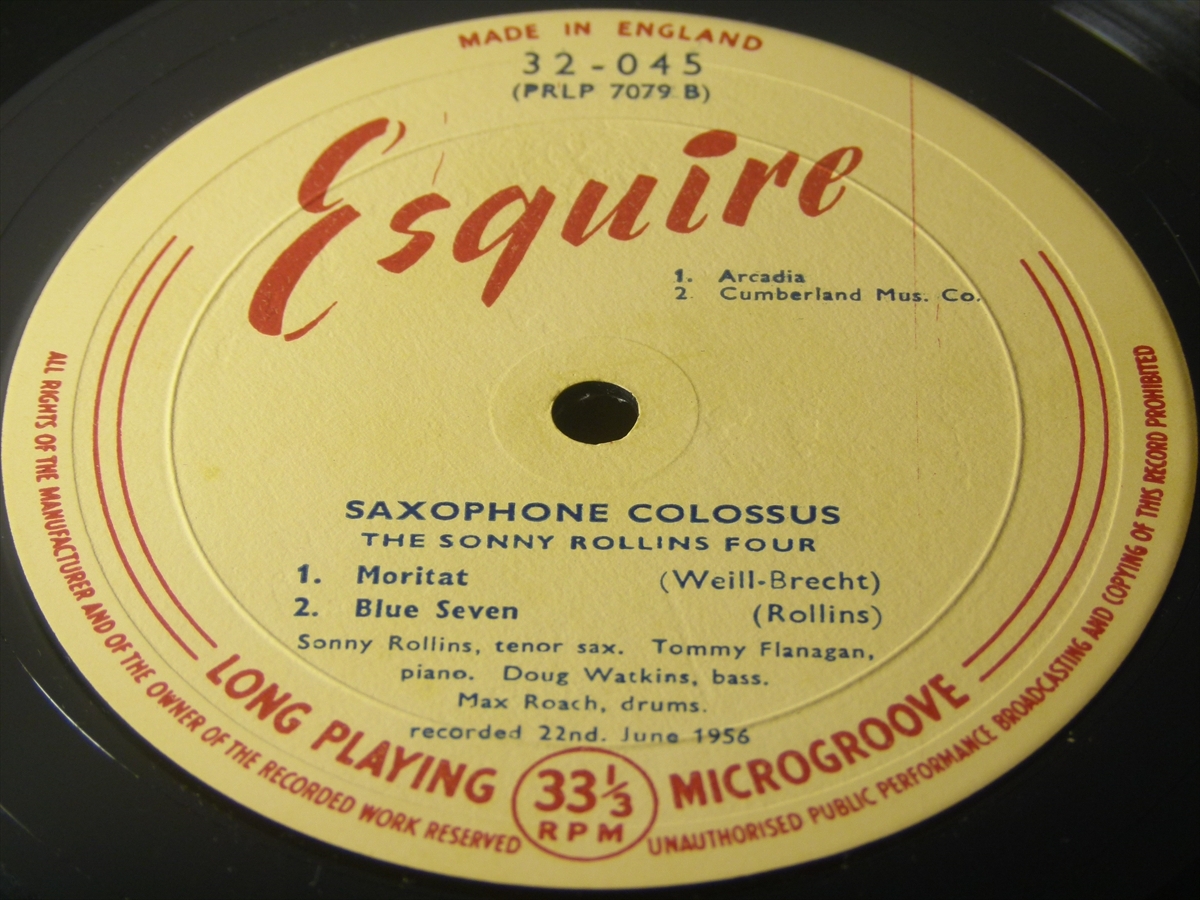 MADE IN ENGLAND
32-045
(PRLP 7079 B)
Esquire
1. Arcadia
2. Cumberland Mus. Co.
SAXOPHONE COLOSSUS
THE SONNY ROLLINS FOUR
1. Moritat (Weill-Brecht)
2. Blue Seven (Rollins)
Sonny Rollins, tenor sax. Tommy Flanagan,
piano. Doug Watkins, bass.
Max Roach, drums.
recorded 22nd. June 1956
LONG PLAYING 33⅓ RPM MICROGROOVE
ALL RIGHTS OF THE MANUFACTURER AND OF THE OWNER OF THE RECORDED WORK RESERVED
UNAUTHORISED PUBLIC PERFORMANCE BROADCASTING AND COPYING OF THIS RECORD PROHIBITED